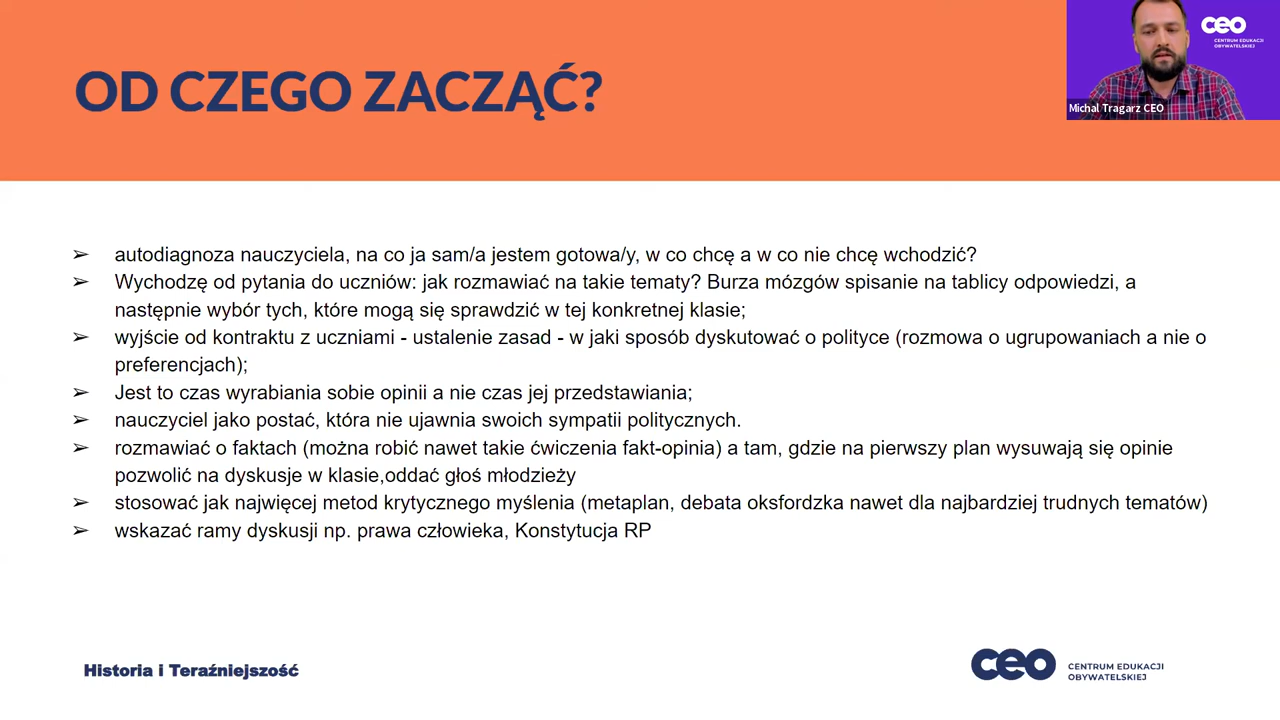 OD CZEGO ZACZĄĆ?
ceo
CENTRUM EDUKACJI
OBYWATELSKIEJ
Michal Tragarz CEO
➢ autodiagnoza nauczyciela, na co ja sam/a jestem gotowa/y, w co chcę a w co nie chcę wchodzić?
➢ Wychodzę od pytania do uczniów: jak rozmawiać na takie tematy? Burza mózgów spisanie na tablicy odpowiedzi, a
następnie wybór tych, które mogą się sprawdzić w tej konkretnej klasie;
➢ wyjście od kontraktu z uczniami - ustalenie zasad - w jaki sposób dyskutować o polityce (rozmowa o ugrupowaniach a nie o
preferencjach);
➢ Jest to czas wyrabiania sobie opinii a nie czas jej przedstawiania;
➢ nauczyciel jako postać, która nie ujawnia swoich sympatii politycznych.
➢ rozmawiać o faktach (można robić nawet takie ćwiczenia fakt-opinia) a tam, gdzie na pierwszy plan wysuwają się opinie
pozwolić na dyskusje w klasie,oddać głos młodzieży
➢ stosować jak najwięcej metod krytycznego myślenia (metaplan, debata oksfordzka nawet dla najbardziej trudnych tematów)
➢ wskazać ramy dyskusji np. prawa człowieka, Konstytucja RP
Historia i Teraźniejszość
ceo
CENTRUM EDUKACJI
OBYWATELSKIEJ